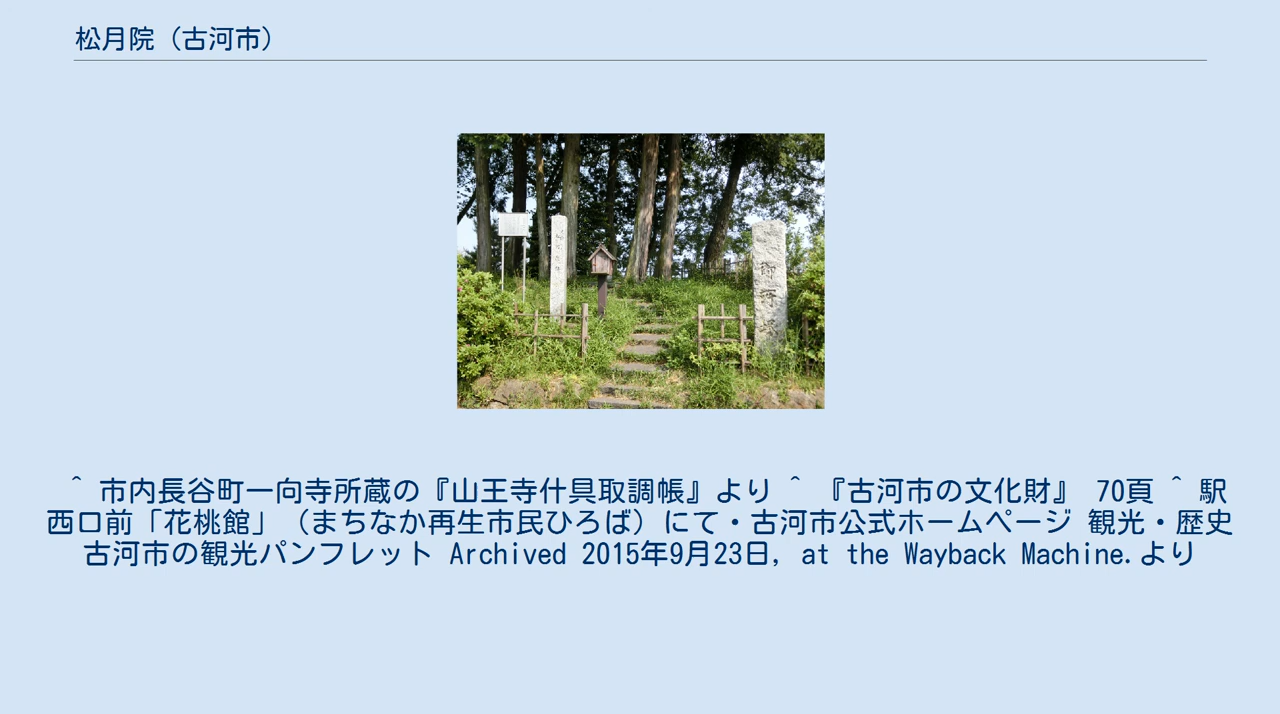 松月院（古河市）
御所塚
＾ 市内長谷町一向寺所蔵の『山王寺什具取調帳』より ＾ 『古河市の文化財』 70頁 ＾ 駅
西口前「花桃館」（まちなか再生市民ひろば）にて・古河市公式ホームページ 観光・歴史
古河市の観光パンフレット Archived 2015年9月23日, at the Wayback Machine.より